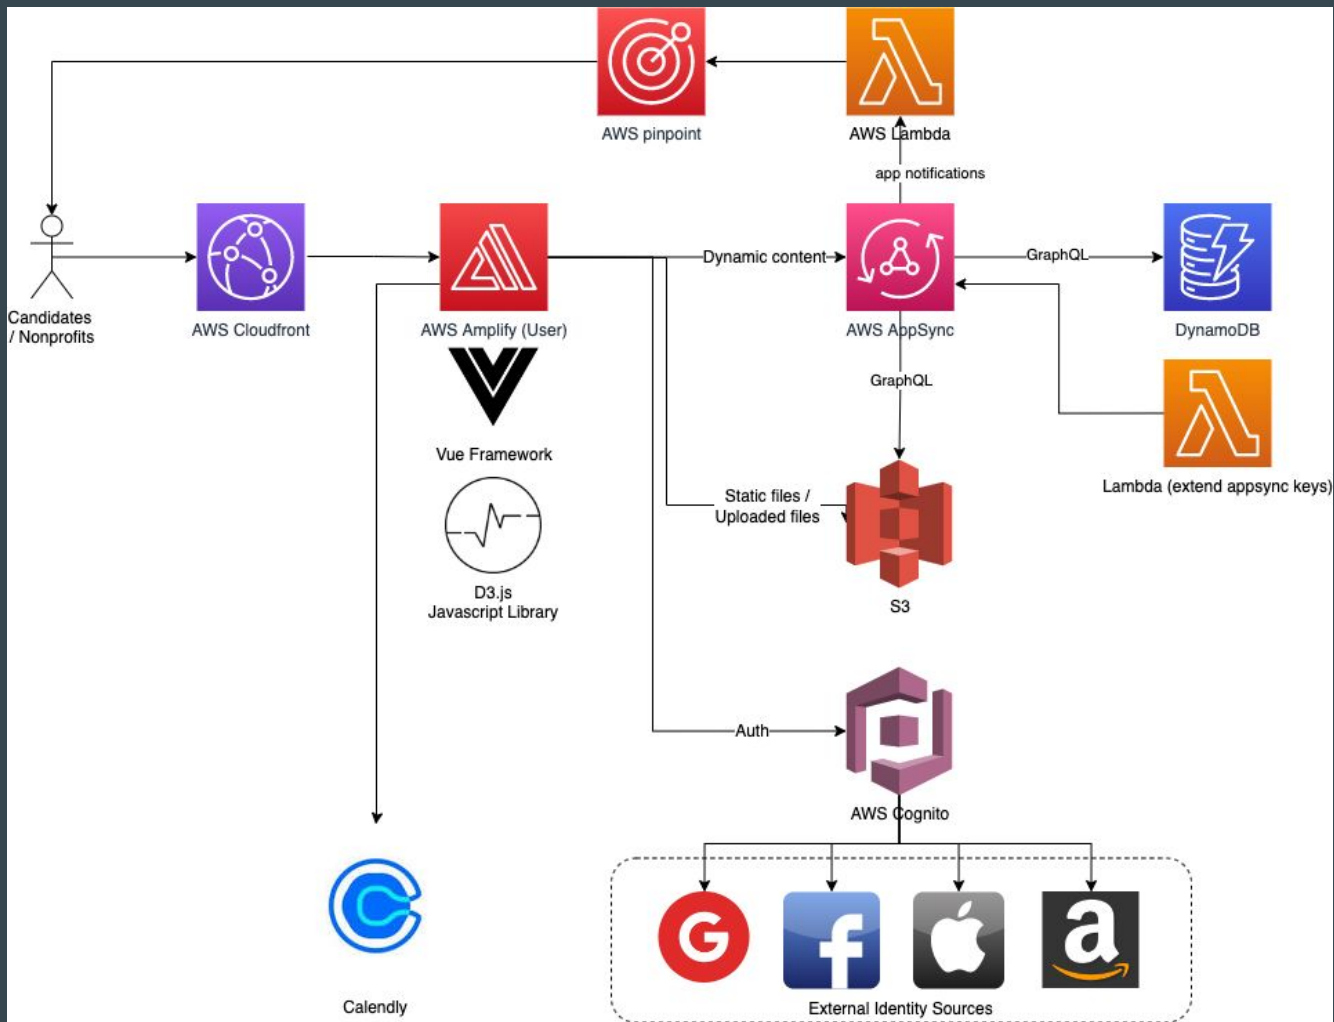 AWS pinpoint
AWS Lambda
app notifications
Candidates
/ Nonprofits
AWS Cloudfront
AWS Amplify (User)
Dynamic content
AWS AppSync
GraphQL
DynamoDB
GraphQL
Vue Framework
Lambda (extend appsync keys)
Static files /
Uploaded files
D3.js
Javascript Library
S3
Auth
AWS Cognito
G
f
a
External Identity Sources
Calendly